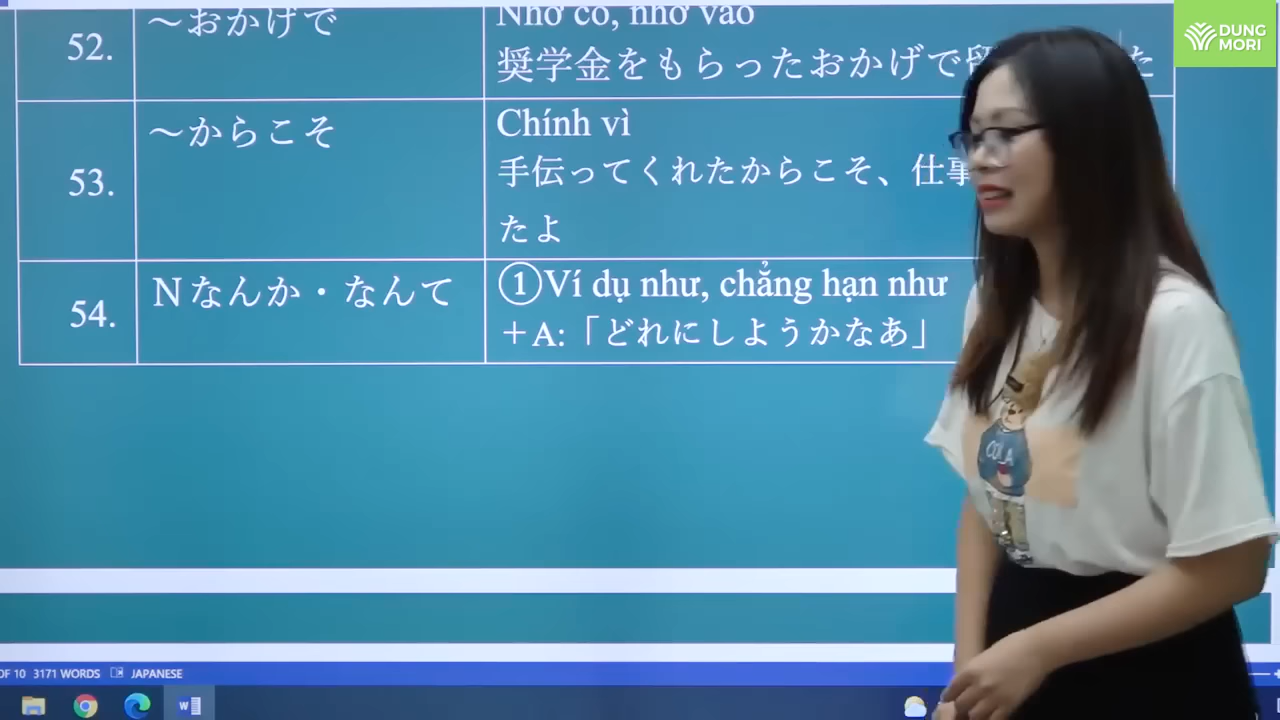 52.
～おかげで
Nhờ có, nhờ vào
奨学金をもらったおかげで
た
53.
～からこそ
Chính vì
手伝ってくれたからこそ、仕事
たよ
54.
Nなんか・なんて
①Ví dụ như, chẳng hạn như
＋A:「どれにしようかなあ」
DUNG
MORI
COLA
OF 10 3171 WORDS JAPANESE